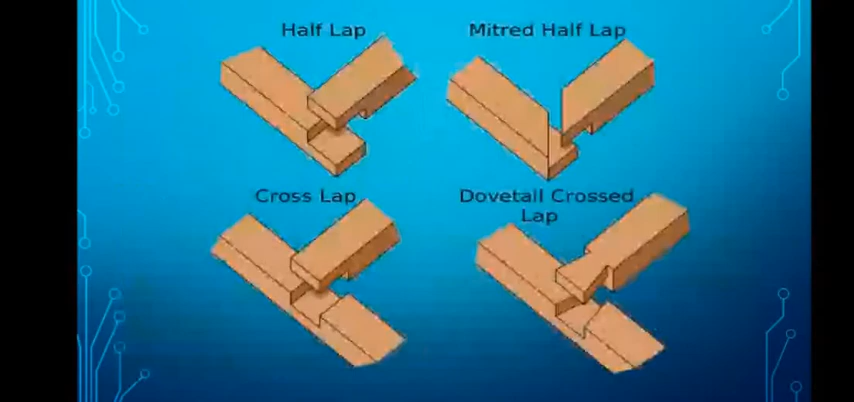 Half Lap
Mitred Half Lap
Cross Lap
Dovetail Crossed
Lap